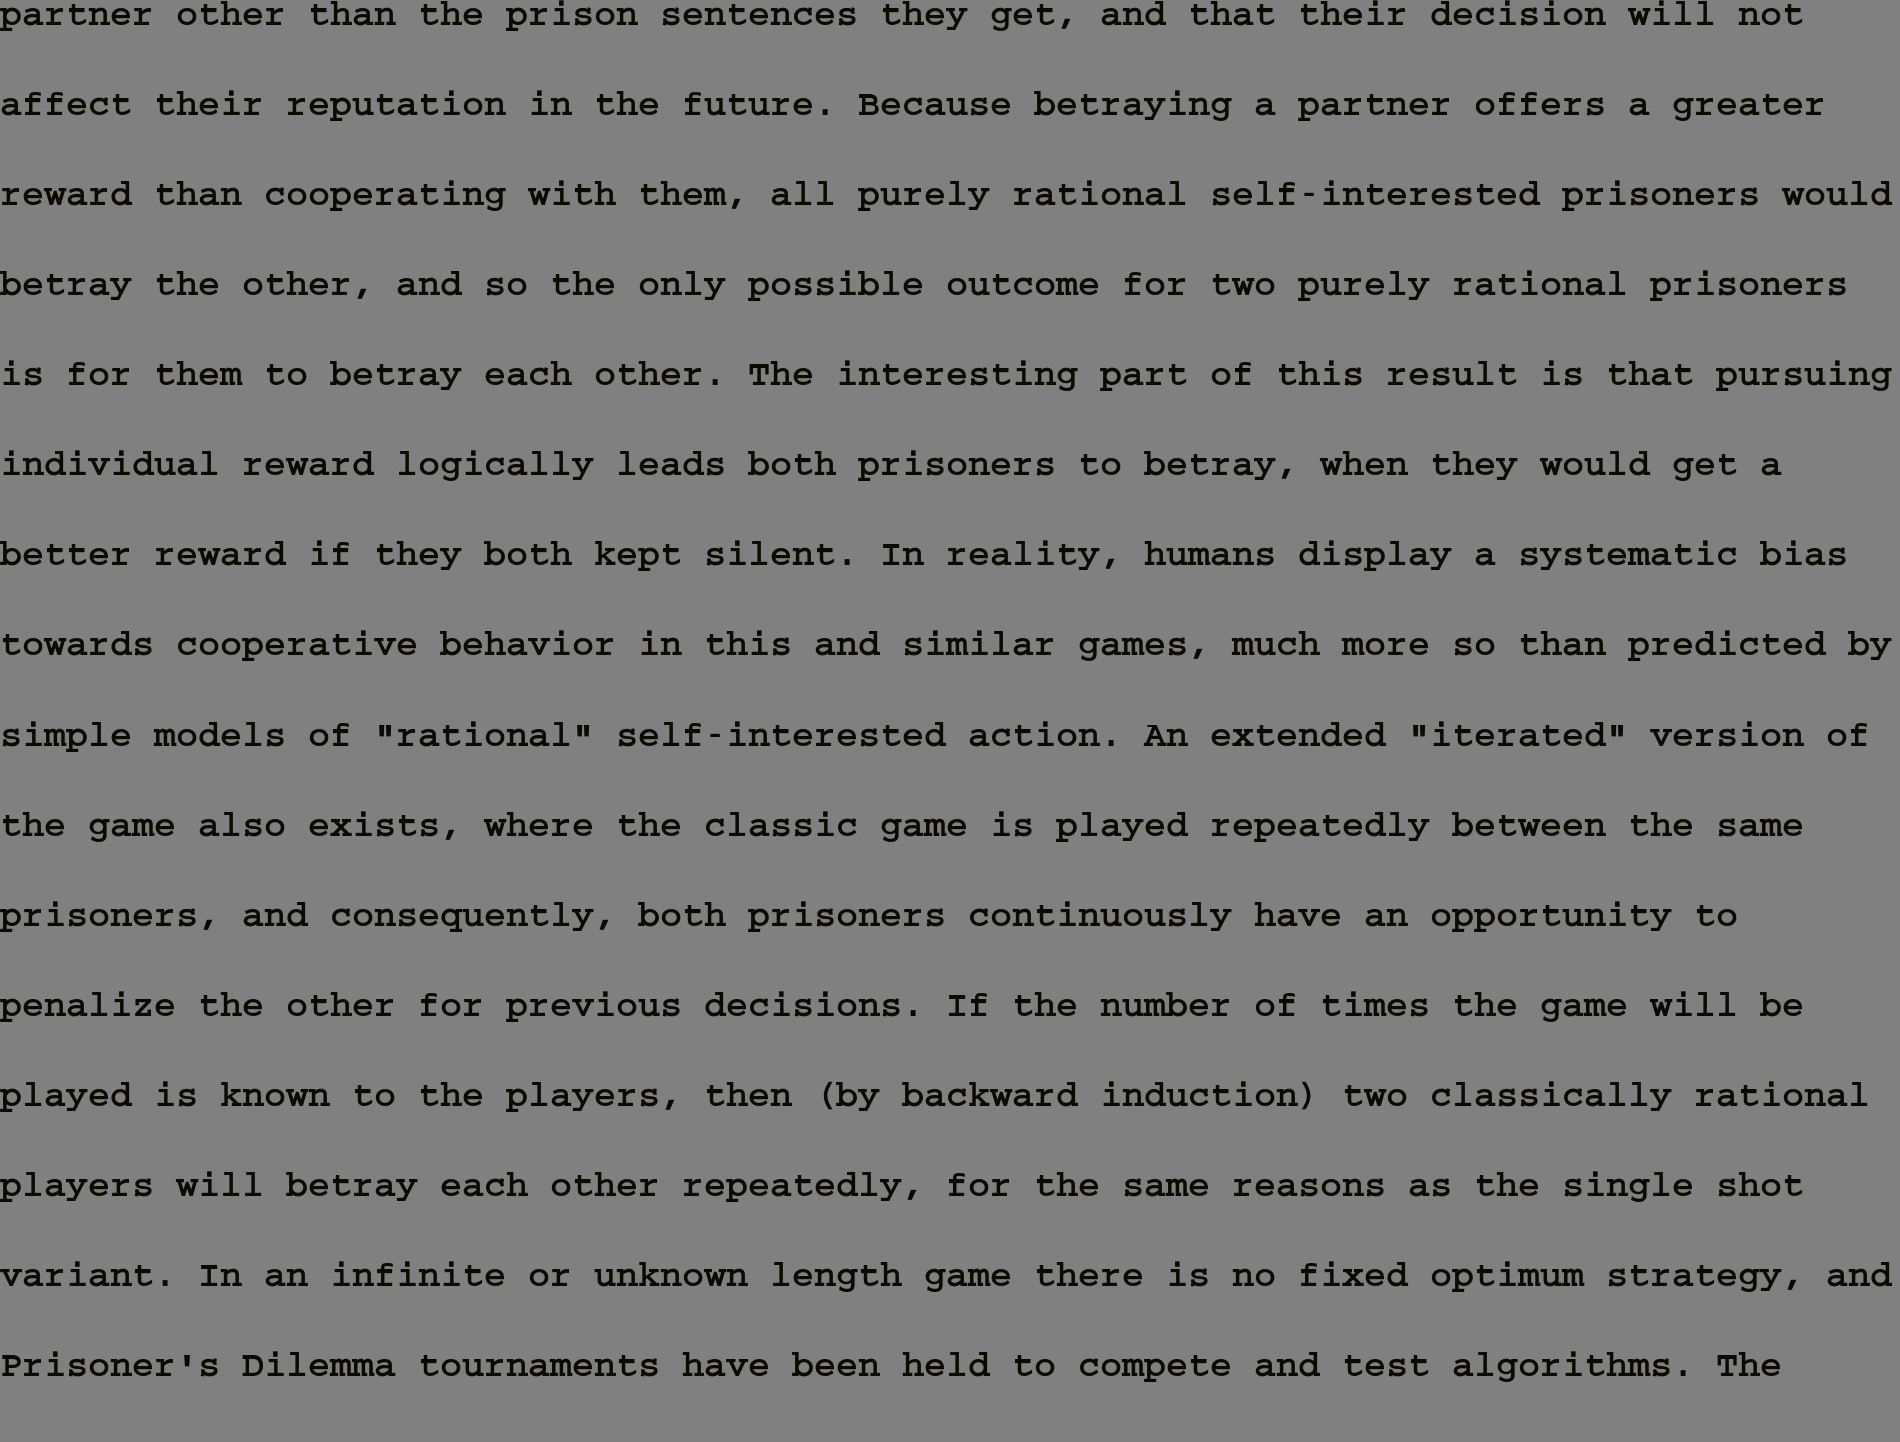 partner other than the prison sentences they get, and that their decision will not
affect their reputation in the future. Because betraying a partner offers a greater
reward than cooperating with them, all purely rational self-interested prisoners would
betray the other, and so the only possible outcome for two purely rational prisoners
is for them to betray each other. The interesting part of this result is that pursuing
individual reward logically leads both prisoners to betray, when they would get a
better reward if they both kept silent. In reality, humans display a systematic bias
towards cooperative behavior in this and similar games, much more so than predicted by
simple models of "rational" self-interested action. An extended "iterated" version of
the game also exists, where the classic game is played repeatedly between the same
prisoners, and consequently, both prisoners continuously have an opportunity to
penalize the other for previous decisions. If the number of times the game will be
played is known to the players, then (by backward induction) two classically rational
players will betray each other repeatedly, for the same reasons as the single shot
variant. In an infinite or unknown length game there is no fixed optimum strategy, and
Prisoner's Dilemma tournaments have been held to compete and test algorithms. The